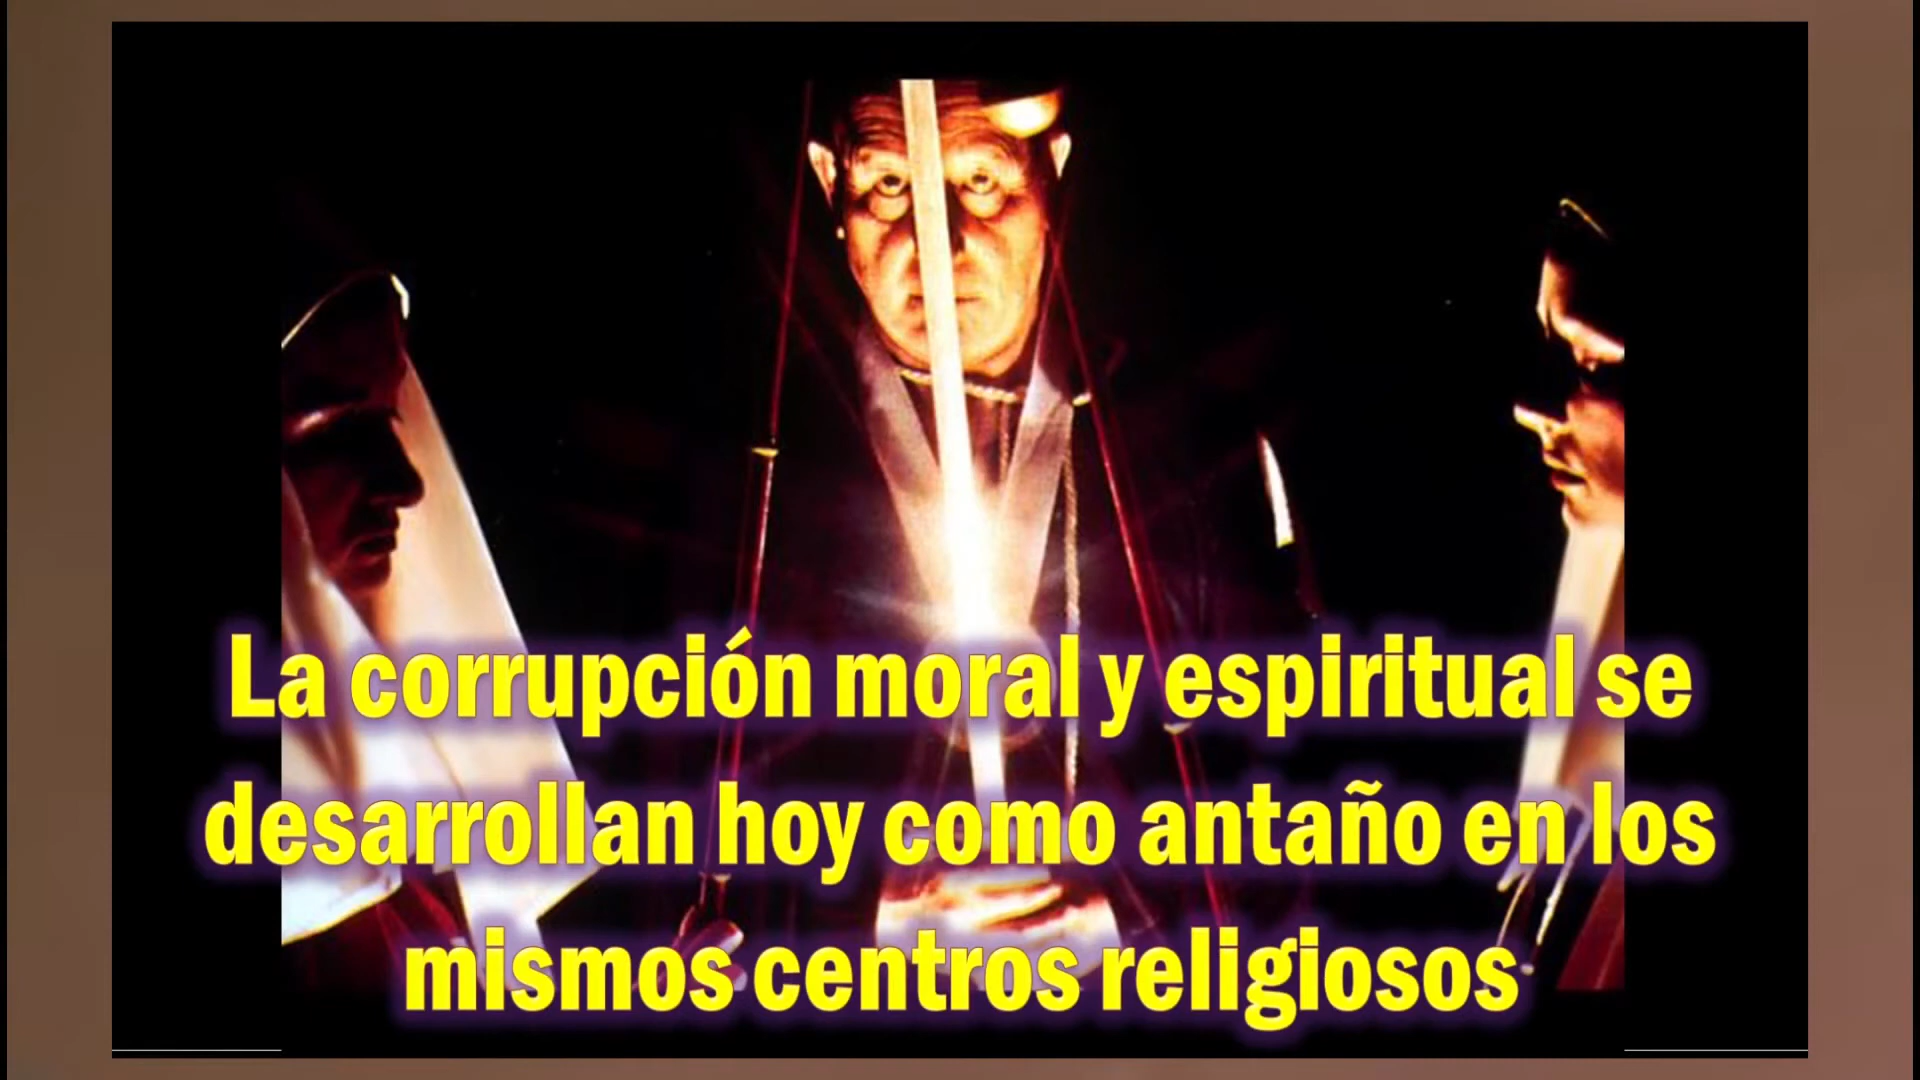 La corrupción moral y espiritual se
desarrollan hoy como antaño en los
mismos centros religiosos